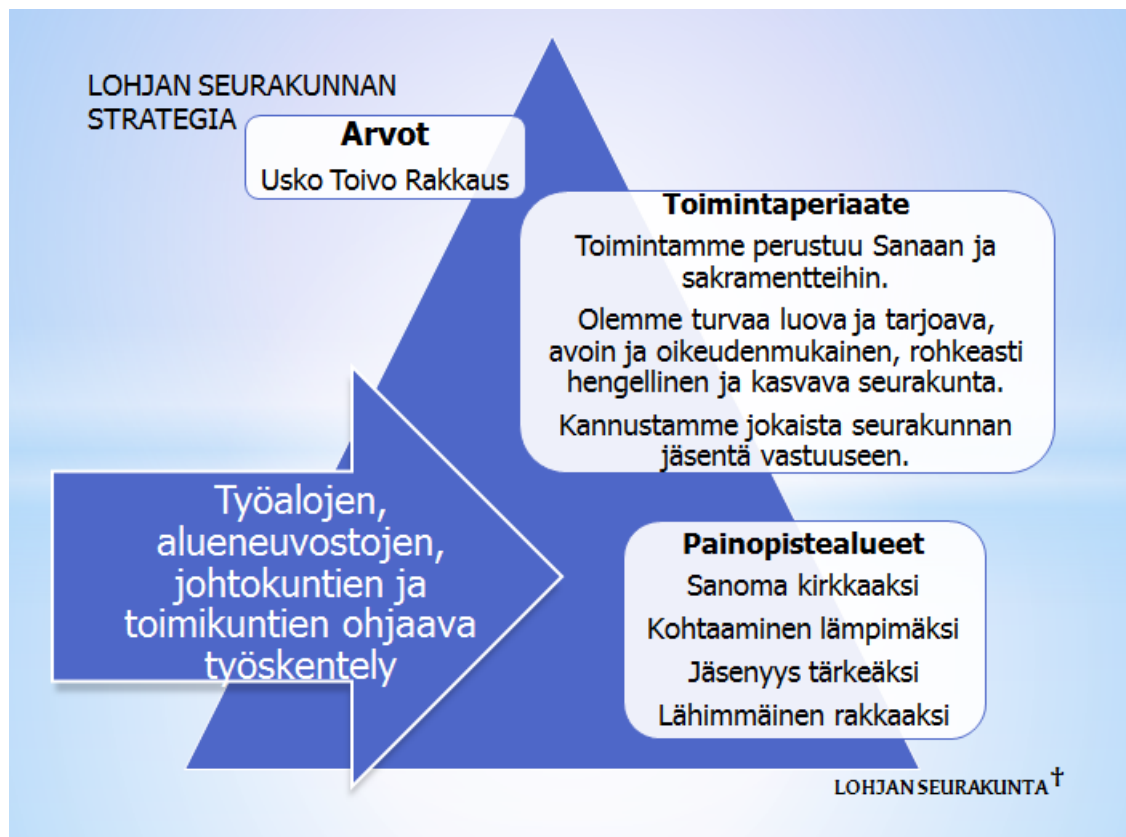 LOHJAN SEURAKUNNAN
STRATEGIA
Arvot
Usko Toivo Rakkaus
Toimintaperiaate
Toimintamme perustuu Sanaan ja
sakramentteihin.
Olemme turvaa luova ja tarjoava,
avoin ja oikeudenmukainen, rohkeasti
hengellinen ja kasvava seurakunta.
Kannustamme jokaista seurakunnan
jäsentä vastuuseen.
Työalojen,
alueneuvostojen,
johtokuntien ja
toimikuntien ohjaava
työskentely
Painopistealueet
Sanoma kirkkaaksi
Kohtaaminen lämpimäksi
Jäsenyys tärkeäksi
Lähimmäinen rakkaaksi
LOHJAN SEURAKUNTA